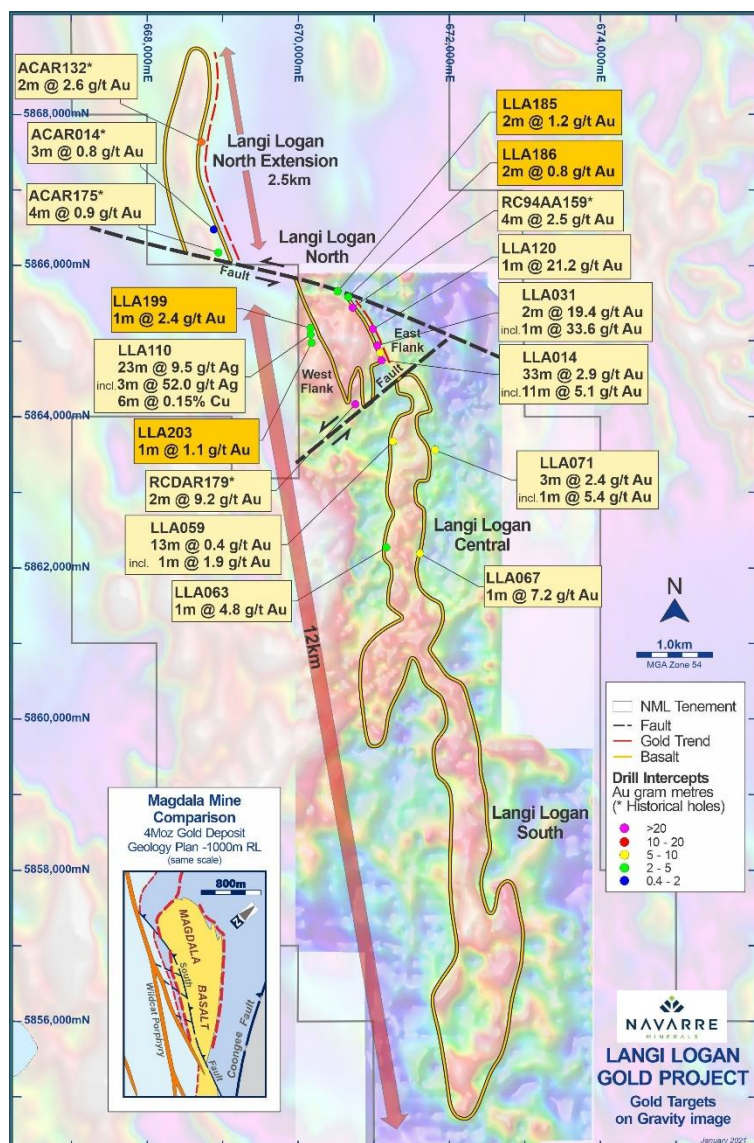 668,000mE
670,000mE
672,000mE
674,000mE
5868,000mN
5866,000mN
5864,000mN
5862,000mN
5860,000mN
5858,000mN
5856,000mN
ACAR132*
2m @ 2.6 g/t Au
ACAR014*
3m @ 0.8 g/t Au
ACAR175*
4m @ 0.9 g/t Au
Langi Logan
North Extension
2.5km
Langi Logan
North
Fault
LLA185
2m @ 1.2 g/t Au
LLA186
2m @ 0.8 g/t Au
RC94AA159*
4m @ 2.5 g/t Au
LLA120
1m @ 21.2 g/t Au
LLA031
2m @ 19.4 g/t Au
incl. 1m @ 33.6 g/t Au
LLA014
33m @ 2.9 g/t Au
incl. 11m @ 5.1 g/t Au
East
Flank
West
Flank
Fault
LLA199
1m @ 2.4 g/t Au
LLA110
23m @ 9.5 g/t Ag
incl. 3m @ 52.0 g/t Ag
6m @ 0.15% Cu
LLA203
1m @ 1.1 g/t Au
RCDAR179*
2m @ 9.2 g/t Au
LLA059
13m @ 0.4 g/t Au
incl. 1m @ 1.9 g/t Au
LLA063
1m @ 4.8 g/t Au
LLA071
3m @ 2.4 g/t Au
incl. 1m @ 5.4 g/t Au
Langi Logan
Central
LLA067
1m @ 7.2 g/t Au
12km
Langi Logan
South
N
1.0km
MGA Zone 54
NML Tenement
Fault
Gold Trend
Basalt
Drill Intercepts
Au gram metres
(* Historical holes)
>20
10 - 20
5 - 10
2 - 5
0.4 - 2
Magdala Mine
Comparison
4Moz Gold Deposit
Geology Plan -1000m RL
(same scale)
800m
N
MAGDALA
BASALT
South
Fault
Wildcat Porphyry
Coongee Fault
NAVARRE
MINERALS
LANGI LOGAN
GOLD PROJECT
Gold Targets
on Gravity image
January 2021